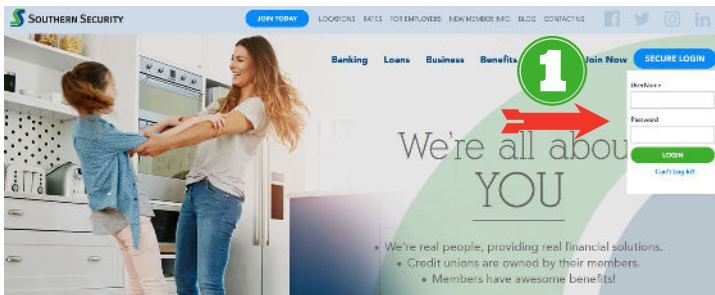 SOUTHERN SECURITY
JOIN TODAY LOCATIONS RATES FOR EMPLOYERS NEW MEMBER INFO BLOG CONTACT US
Banking Loans Business Benefits Join Now SECURE LOGIN
1
UserName
Password
LOGIN
Can't Log In?
We're all abou
YOU
• We're real people, providing real financial solutions.
• Credit unions are owned by their members.
• Members have awesome benefits!